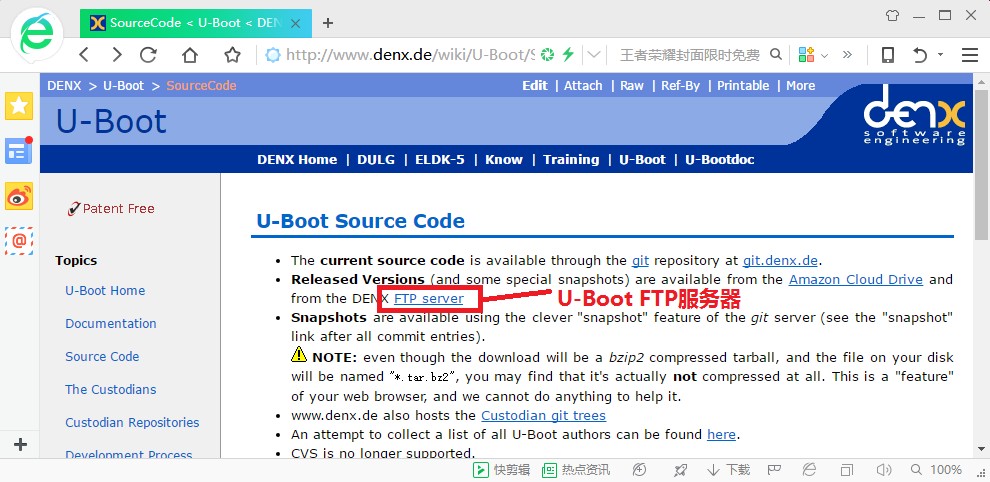 SourceCode < U-Boot < DEN
http://www.denx.de/wiki/U-Boot/S
王者荣耀封面限时免费
DENX > U-Boot > SourceCode
Edit | Attach | Raw | Ref-By | Printable | More
U-Boot
denx
software
engineering
DENX Home | DULG | ELDK-5 | Know | Training | U-Boot | U-Bootdoc
Patent Free
Topics
U-Boot Home
Documentation
Source Code
The Custodians
Custodian Repositories
Development Process
U-Boot Source Code
• The current source code is available through the git repository at git.denx.de.
• Released Versions (and some special snapshots) are available from the Amazon Cloud Drive and
from the DENX FTP server
U-Boot FTP服务器
• Snapshots are available using the clever "snapshot" feature of the git server (see the "snapshot"
link after all commit entries).
NOTE: even though the download will be a bzip2 compressed tarball, and the file on your disk
will be named "*.tar.bz2", you may find that it's actually not compressed at all. This is a "feature"
of your web browser, and we cannot do anything to help it.
• www.denx.de also hosts the Custodian git trees
• An attempt to collect a list of all U-Boot authors can be found here.
• CVS is no longer supported.
快剪辑
热点资讯
下载
100%